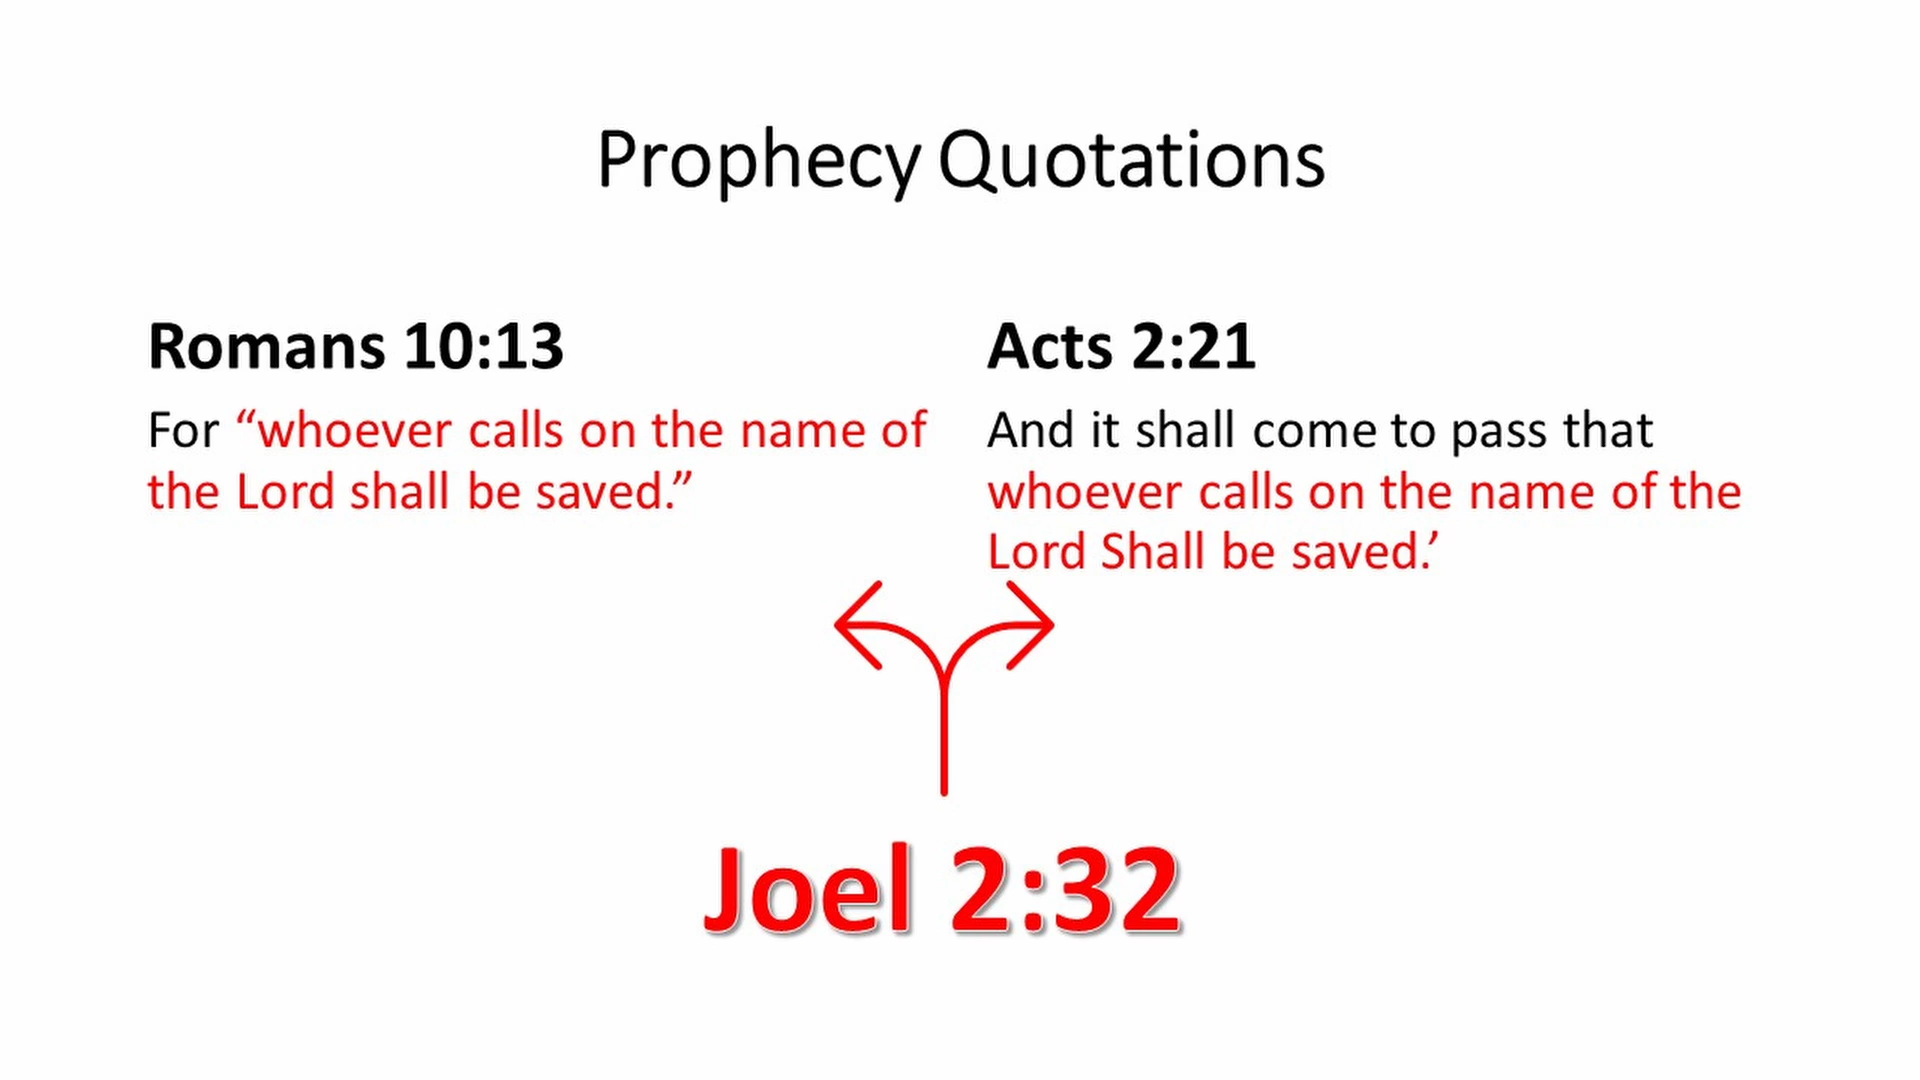 Prophecy Quotations
Romans 10:13
For “whoever calls on the name of
the Lord shall be saved.”
Acts 2:21
And it shall come to pass that
whoever calls on the name of the
Lord Shall be saved.’
Joel 2:32